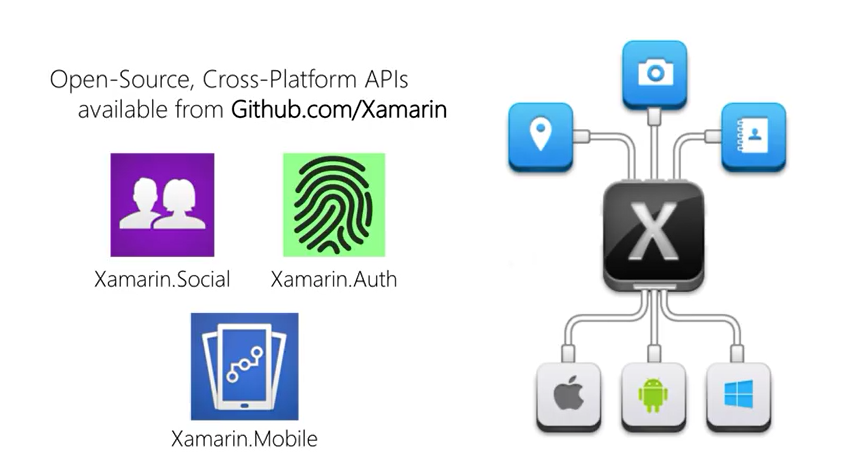 Open-Source, Cross-Platform APIs
available from Github.com/Xamarin
Xamarin.Social
Xamarin.Auth
Xamarin.Mobile
X